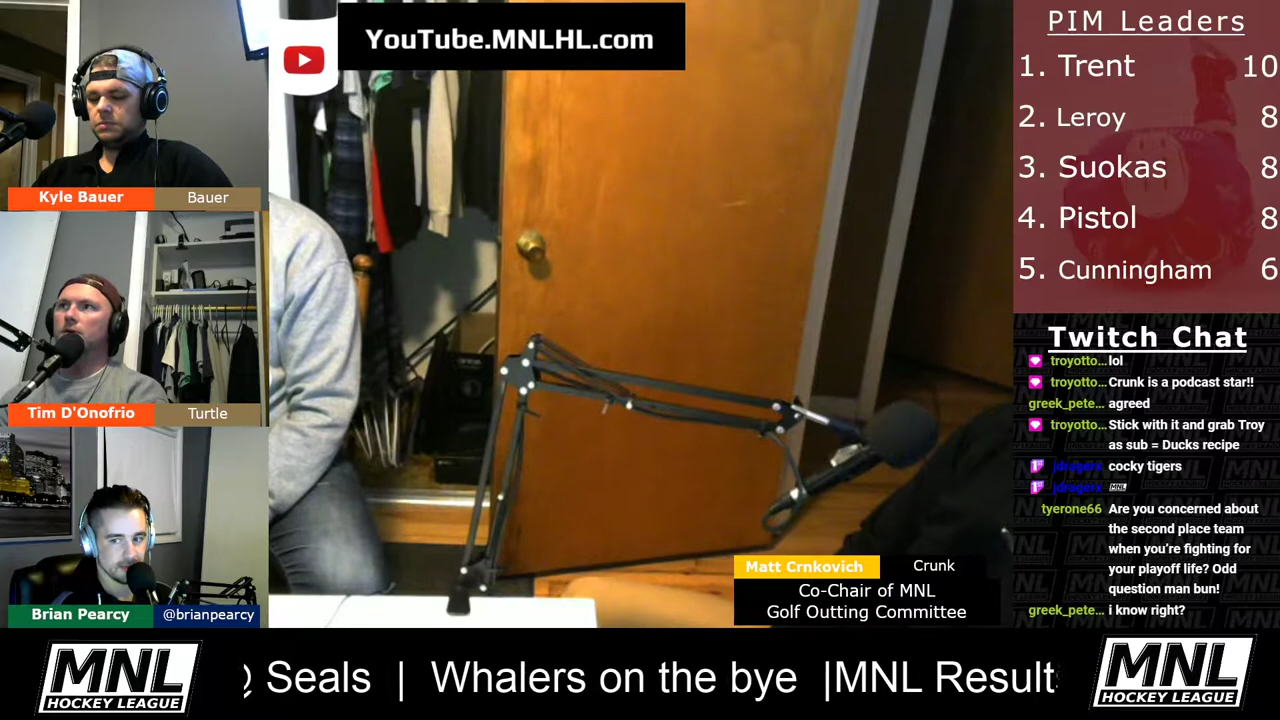 YouTube.MNLHL.com
Kyle Bauer
Bauer
Tim D'Onofrio
Turtle
Brian Pearcy
@brianpearcy
Matt Crnkovich
Crunk
Co-Chair of MNL
Golf Outting Committee
PIM Leaders
1. Trent 10
2. Leroy 8
3. Suokas 8
4. Pistol 8
5. Cunningham 6
Twitch Chat
troyotto... lol
troyotto... Crunk is a podcast star!!
greek_pete... agreed
troyotto... Stick with it and grab Troy
as sub = Ducks recipe
jdragerx cocky tigers
jdragerx MNL
tyerone66 Are you concerned about
the second place team
when you're fighting for
your playoff life? Odd
question man bun!
greek_pete... i know right?
MNL
HOCKEY LEAGUE
Seals | Whalers on the bye |MNL Result
MNL
HOCKEY LEAGUE